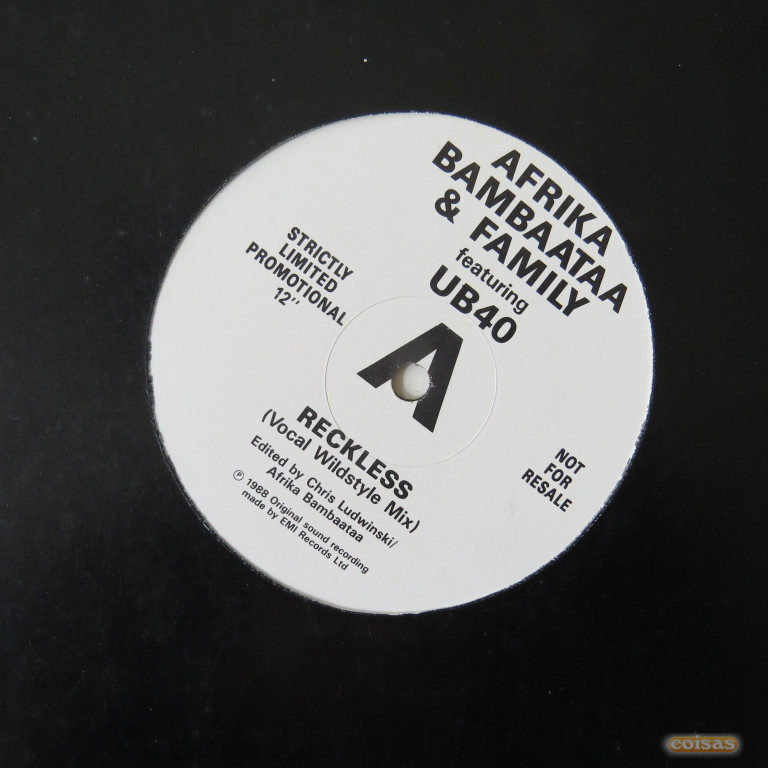 AFRIKA
BAMBAATAA
& FAMILY
featuring
UB40
STRICTLY
LIMITED
PROMOTIONAL
12"
A
NOT
FOR
RESALE
RECKLESS
(Vocal Wildstyle Mix)
Edited by Chris Ludwinski/
Afrika Bambaataa
℗ 1988 Original sound recording
made by EMI Records Ltd
coisas